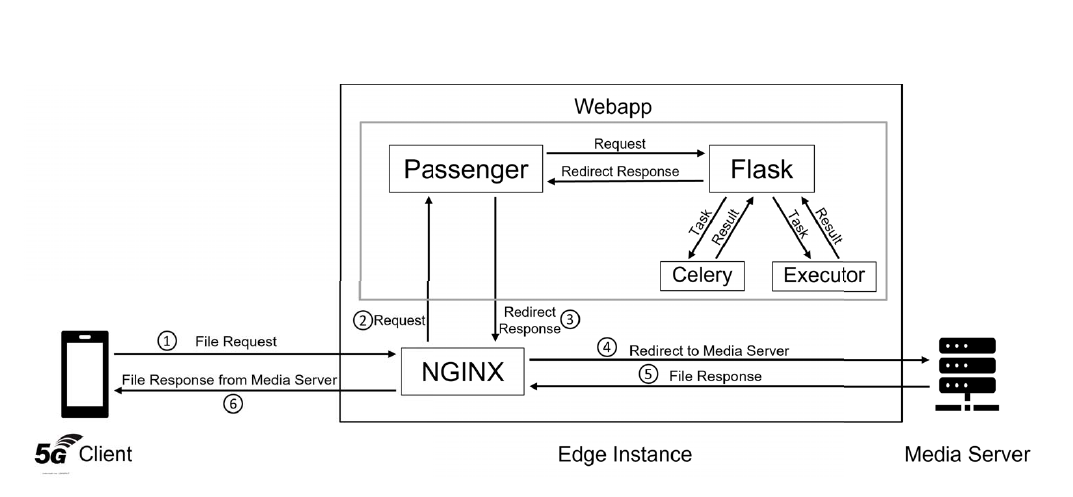 Webapp
Passenger
Request
Redirect Response
Flask
Task
Result
Task
Result
Celery
Executor
② Request
Redirect
Response ③
① File Request
NGINX
④ Redirect to Media Server
⑤ File Response
File Response from Media Server
⑥
5G Client
Edge Instance
Media Server